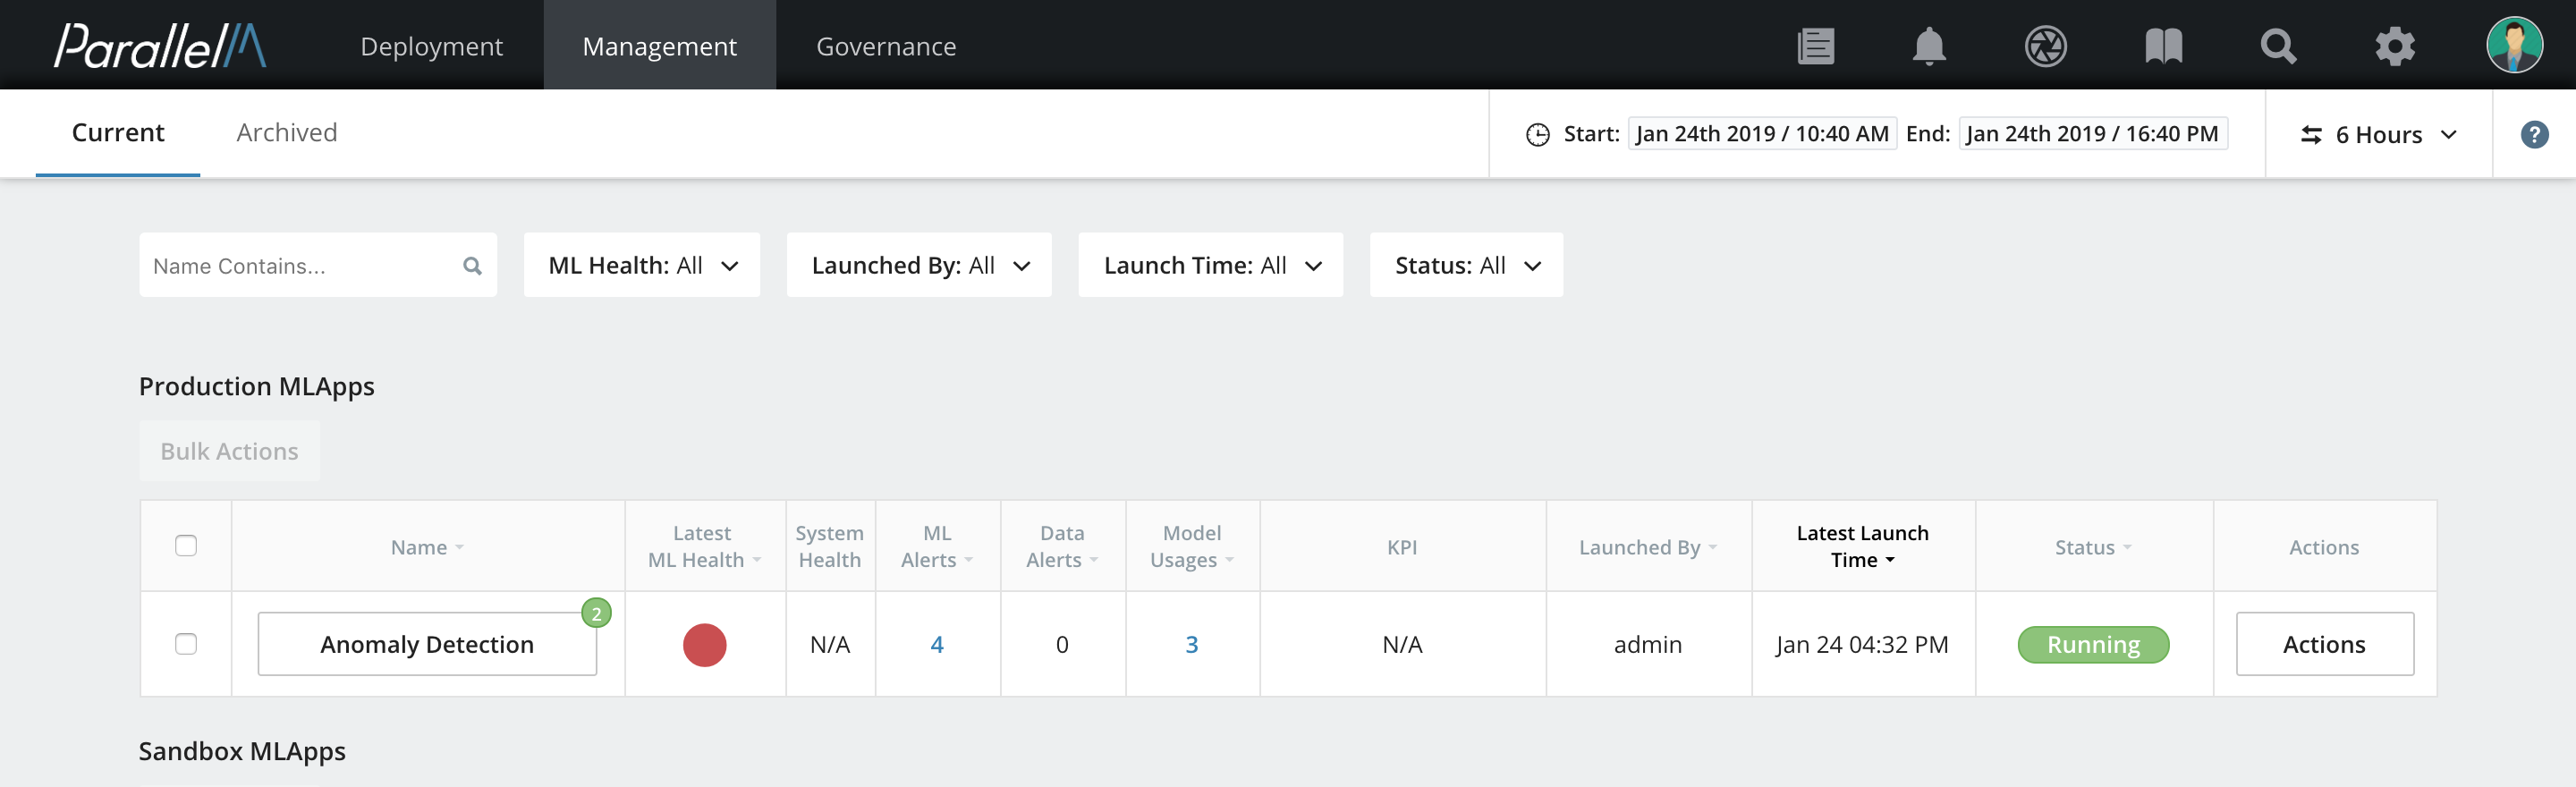 ParallelM
Deployment
Management
Governance
Current
Archived
Start: Jan 24th 2019 / 10:40 AM End: Jan 24th 2019 / 16:40 PM
6 Hours
?
Name Contains...
ML Health: All
Launched By: All
Launch Time: All
Status: All
Production MLApps
Bulk Actions
Name
Latest
ML Health
System
Health
ML
Alerts
Data
Alerts
Model
Usages
KPI
Launched By
Latest Launch
Time
Status
Actions
Anomaly Detection
2
N/A
4
0
3
N/A
admin
Jan 24 04:32 PM
Running
Actions
Sandbox MLApps